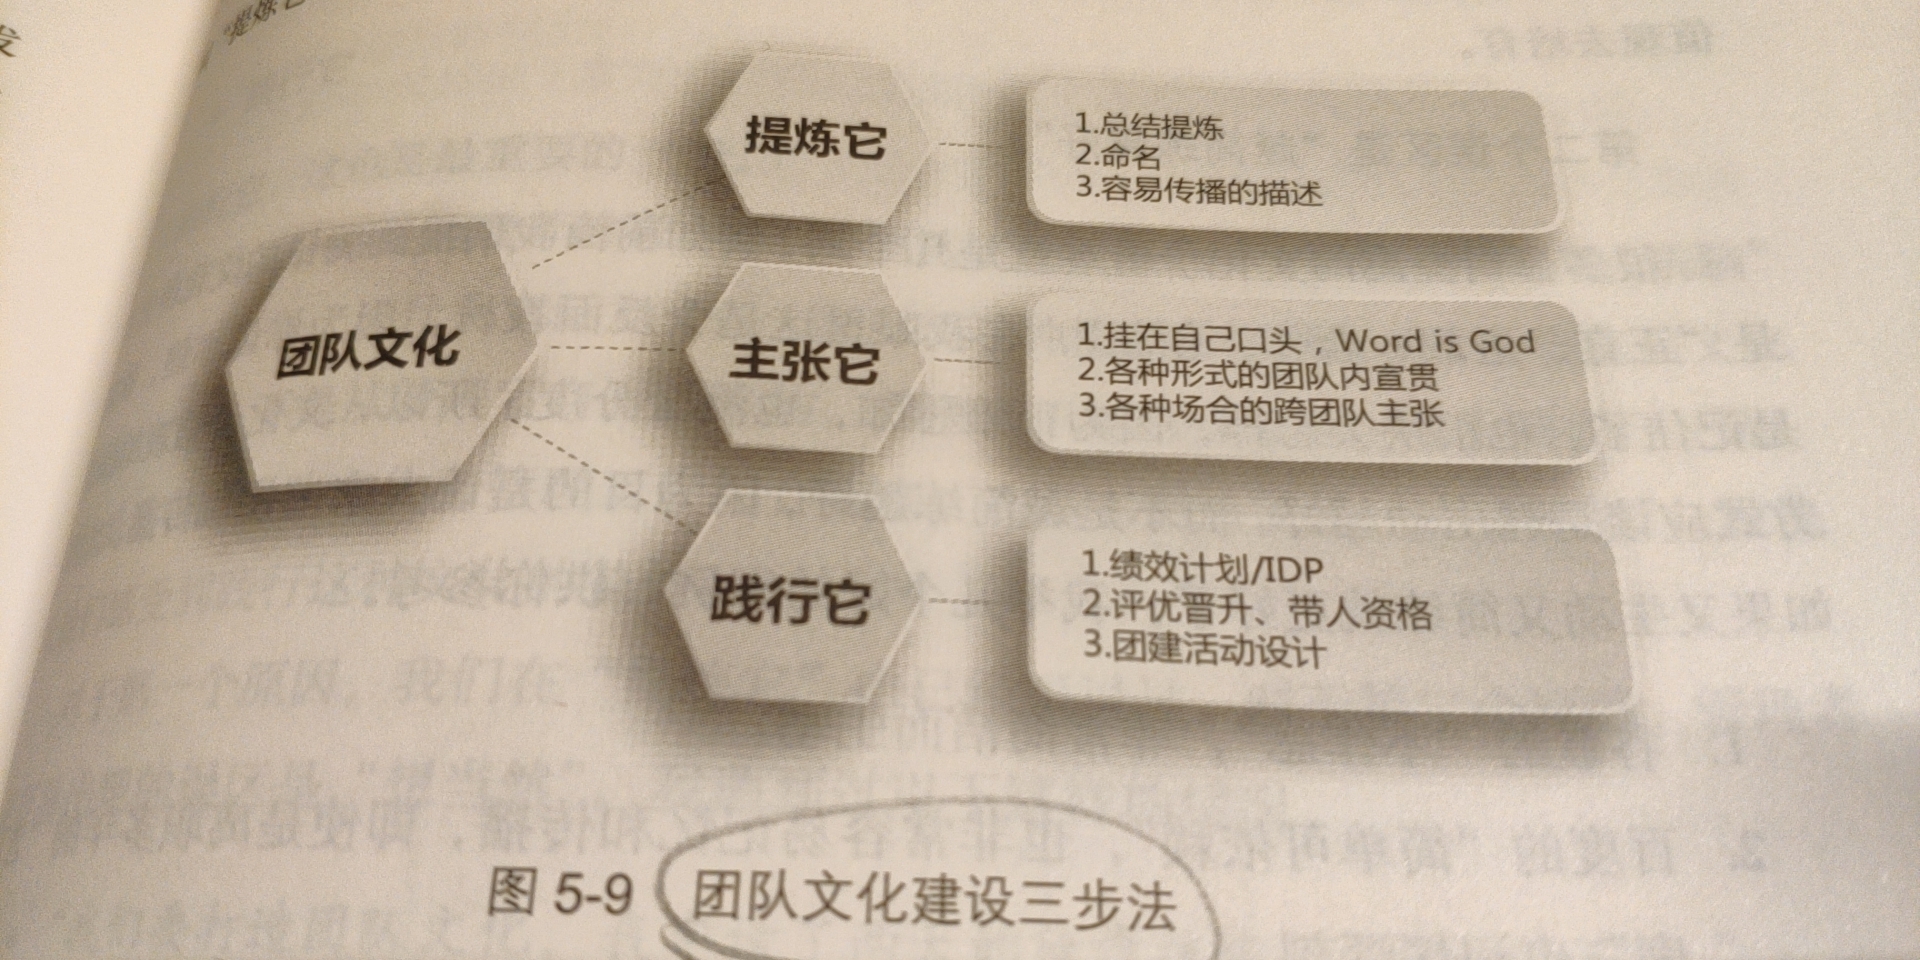 发
“提炼它
提炼它
1.总结提炼
2.命名
3.容易传播的描述
团队文化
主张它
1.挂在自己口头，Word is God
2.各种形式的团队内宣贯
3.各种场合的跨团队主张
践行它
1.绩效计划/IDP
2.评优晋升、带人资格
3.团建活动设计
图 5-9 团队文化建设三步法